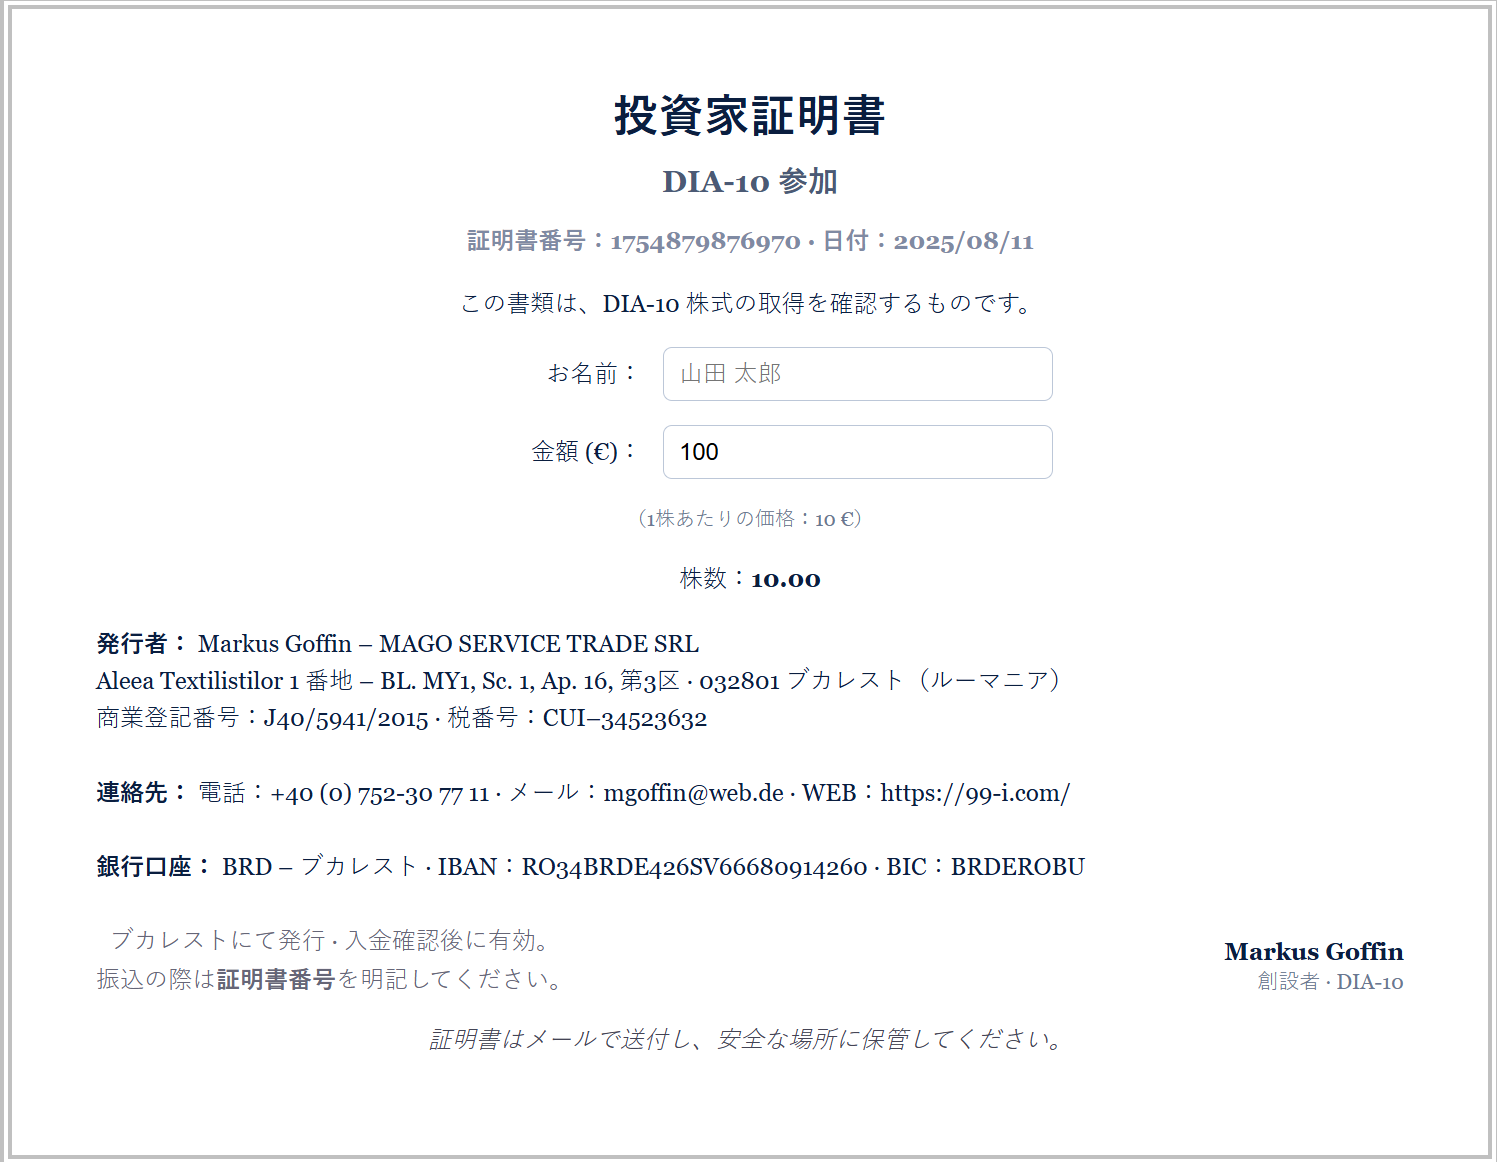 投資家証明書
DIA-10 参加
証明書番号：1754879876970 · 日付：2025/08/11
この書類は、DIA-10 株式の取得を確認するものです。
お名前： 山田 太郎
金額 (€)： 100
（1株あたりの価格：10 €）
株数：10.00
発行者： Markus Goffin – MAGO SERVICE TRADE SRL
Aleea Textilistilor 1 番地 – BL. MY1, Sc. 1, Ap. 16, 第3区 · 032801 ブカレスト（ルーマニア）
商業登記番号：J40/5941/2015 · 税番号：CUI–34523632
連絡先： 電話：+40 (0) 752-30 77 11 · メール：mgoffin@web.de · WEB：https://99-i.com/
銀行口座： BRD – ブカレスト · IBAN：RO34BRDE426SV66680914260 · BIC：BRDEROBU
ブカレストにて発行 · 入金確認後に有効。
振込の際は証明書番号を明記してください。
Markus Goffin
創設者 · DIA-10
証明書はメールで送付し、安全な場所に保管してください。